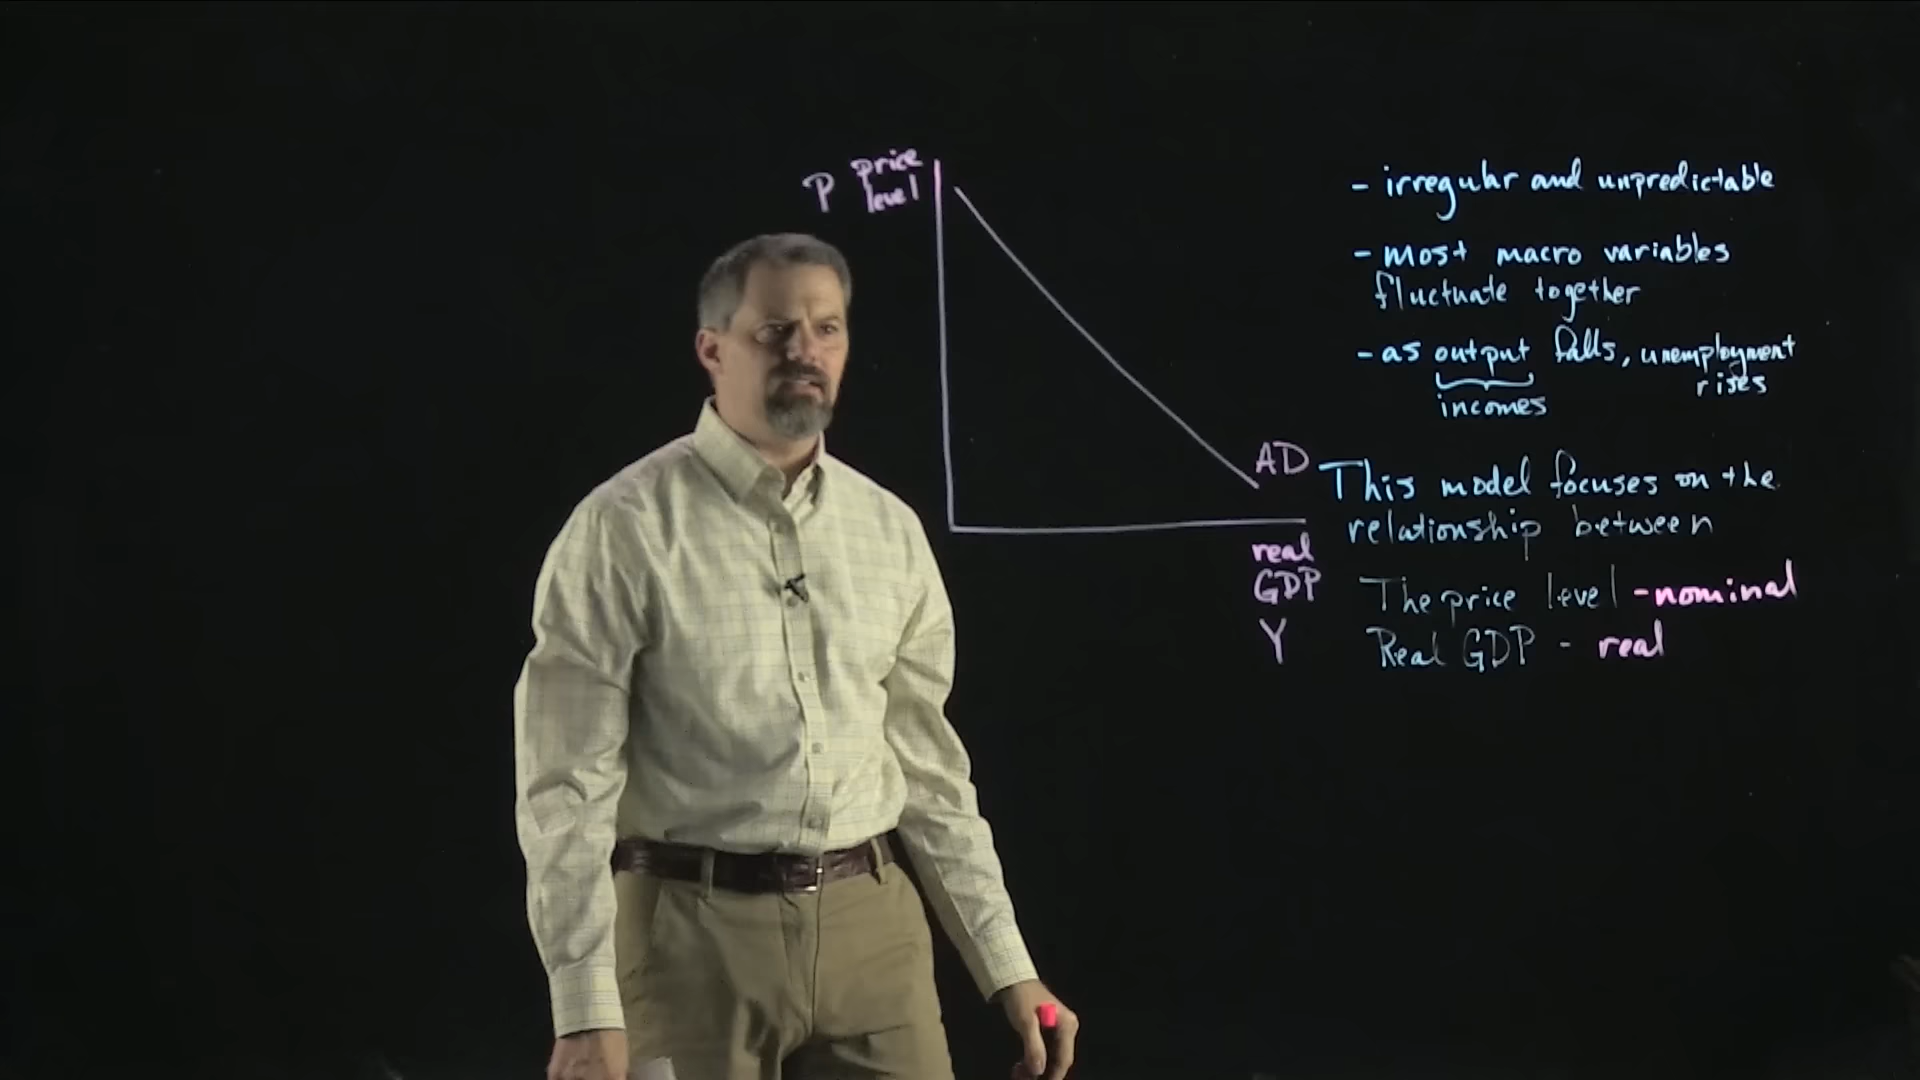 P price
level
AD
real
GDP
Y
- irregular and unpredictable
- most macro variables
fluctuate together
- as output falls, unemployment
rises
incomes
This model focuses on the
relationship between
The price level - nominal
Real GDP - real